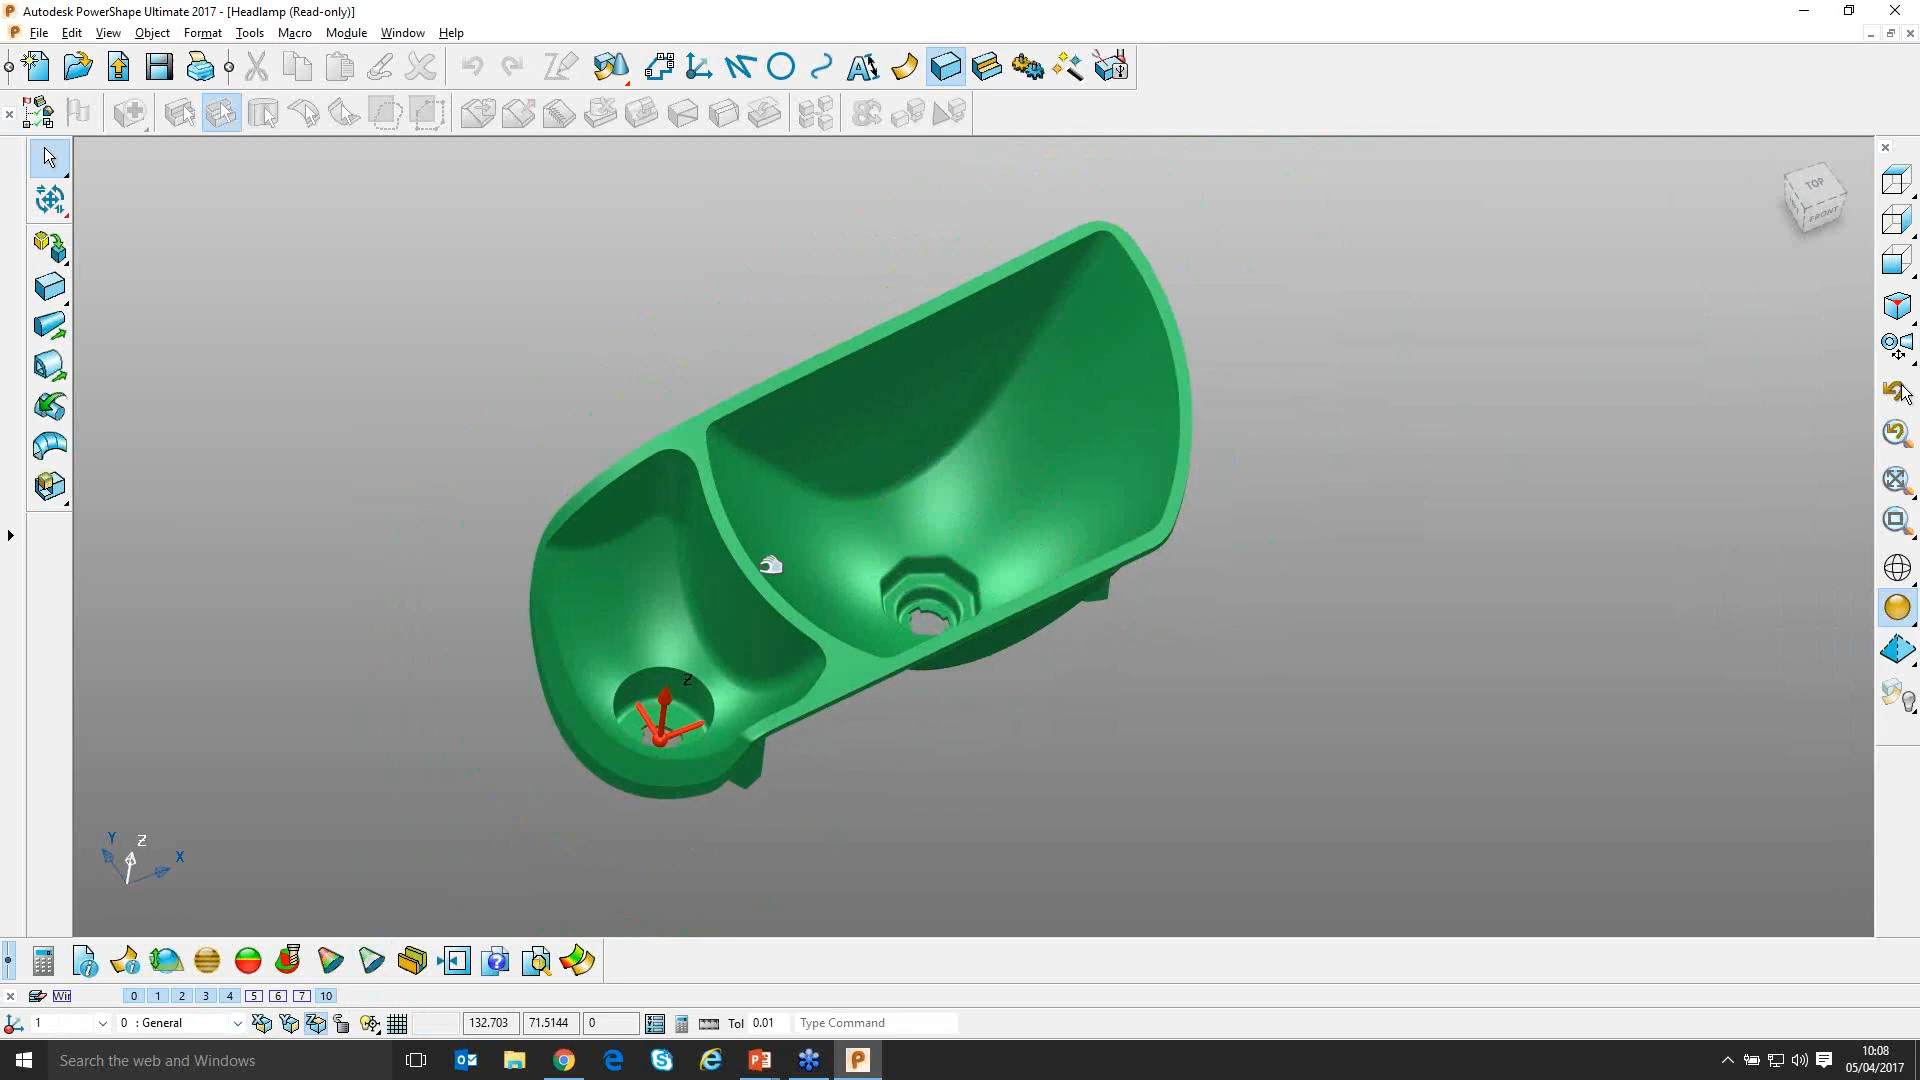 Autodesk PowerShape Ultimate 2017 - [Headlamp (Read-only)]
File Edit View Object Format Tools Macro Module Window Help
TOP
FRONT
Z
Y Z X
Wir 0 1 2 3 4 5 6 7 10
1 0 : General 132.703 71.5144 0 Tol 0.01 Type Command
Search the web and Windows
10:08
05/04/2017